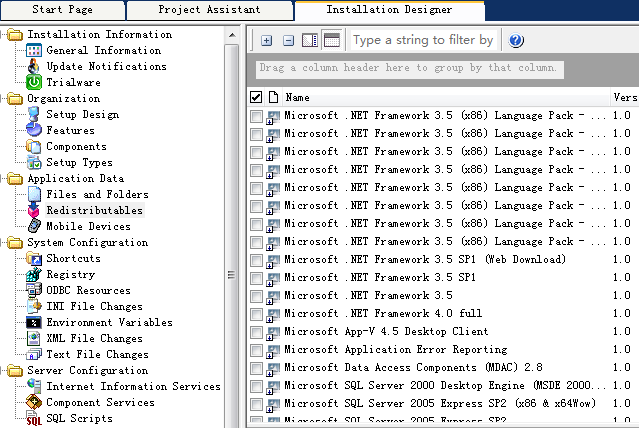 Start Page
Project Assistant
Installation Designer
Installation Information
General Information
Update Notifications
Trialware
Organization
Setup Design
Features
Components
Setup Types
Application Data
Files and Folders
Redistributables
Mobile Devices
System Configuration
Shortcuts
Registry
ODBC Resources
INI File Changes
Environment Variables
XML File Changes
Text File Changes
Server Configuration
Internet Information Services
Component Services
SQL Scripts
Type a string to filter by
Drag a column header here to group by that column.
Name Vers
Microsoft .NET Framework 3.5 (x86) Language Pack - ... 1.0
Microsoft .NET Framework 3.5 (x86) Language Pack - ... 1.0
Microsoft .NET Framework 3.5 (x86) Language Pack - ... 1.0
Microsoft .NET Framework 3.5 (x86) Language Pack - ... 1.0
Microsoft .NET Framework 3.5 (x86) Language Pack - ... 1.0
Microsoft .NET Framework 3.5 (x86) Language Pack - ... 1.0
Microsoft .NET Framework 3.5 (x86) Language Pack - ... 1.0
Microsoft .NET Framework 3.5 (x86) Language Pack - ... 1.0
Microsoft .NET Framework 3.5 SP1 (Web Download) 1.0
Microsoft .NET Framework 3.5 SP1 1.0
Microsoft .NET Framework 3.5 1.0
Microsoft .NET Framework 4.0 full 1.0
Microsoft App-V 4.5 Desktop Client 1.0
Microsoft Application Error Reporting 1.0
Microsoft Data Access Components (MDAC) 2.8 1.0
Microsoft SQL Server 2000 Desktop Engine (MSDE 2000... 1.0
Microsoft SQL Server 2005 Express SP2 (x86 & x64Wow) 1.0
Microsoft SQL Server 2005 Express SP2 1.0